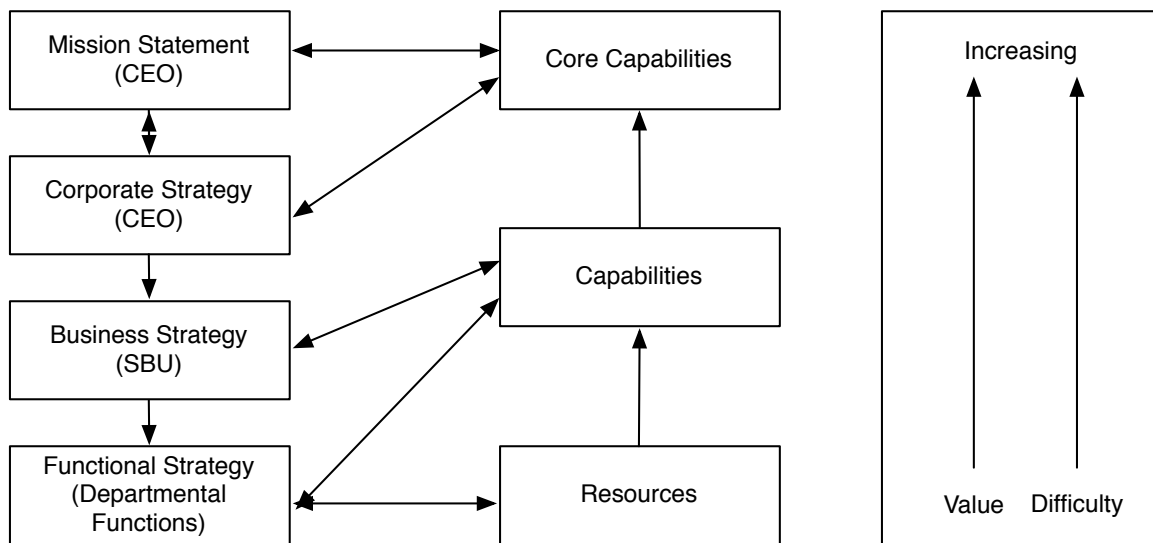 Mission Statement
(CEO)
Core Capabilities
Increasing
Corporate Strategy
(CEO)
Capabilities
Business Strategy
(SBU)
Functional Strategy
(Departmental
Functions)
Resources
Value
Difficulty